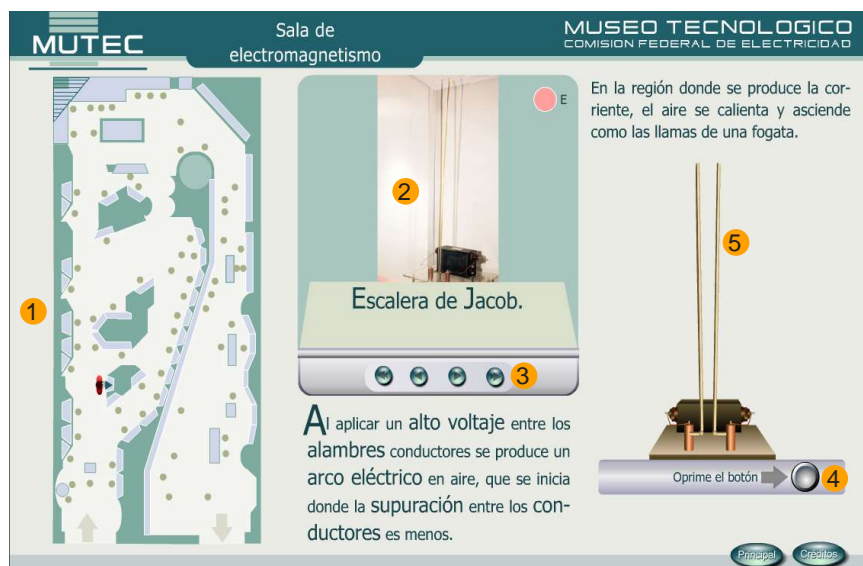 MUTEC
Sala de
electromagnetismo
MUSEO TECNOLOGICO
COMISION FEDERAL DE ELECTRICIDAD
1
2
E
Escalera de Jacob.
3
Al aplicar un alto voltaje entre los
alambres conductores se produce un
arco eléctrico en aire, que se inicia
donde la supuración entre los con-
ductores es menos.
En la región donde se produce la cor-
riente, el aire se calienta y asciende
como las llamas de una fogata.
5
Oprime el botón
4
Principal
Créditos